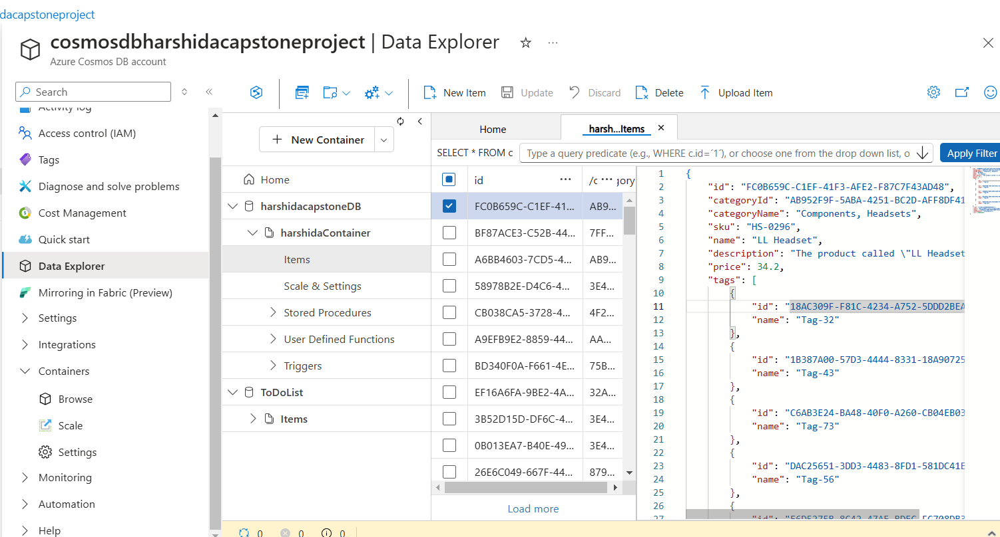 dacapstoneproject
cosmosdbharshidacapstoneproject | Data Explorer
Azure Cosmos DB account
Search
New Item
Update
Discard
Delete
Upload Item
Activity log
Access control (IAM)
Tags
Diagnose and solve problems
Cost Management
Quick start
Data Explorer
Mirroring in Fabric (Preview)
Settings
Integrations
Containers
Browse
Scale
Settings
Monitoring
Automation
Help
New Container
Home
harshidacapstoneDB
harshidaContainer
Items
Scale & Settings
Stored Procedures
User Defined Functions
Triggers
ToDoList
Items
Home
harsh...Items
SELECT * FROM c
Type a query predicate (e.g., WHERE c.id=´1´), or choose one from the drop down list, o
Apply Filter
id ... /c ... gory
FC0B659C-C1EF-41... AB9...
BF87ACE3-C52B-44... 7FF...
A6BB4603-7CD5-4... AB9...
58978B2E-D4C6-4... 3E4...
CB038CA5-3728-4... 4F2...
A9EFB9E2-8859-44... AA...
BD340F0A-F661-4E... 75B...
EF16A6FA-9BE2-4A... 32A...
3B52D15D-DF6C-4... 3E4...
0B013EA7-B40E-49... 3E4...
26E6C049-667F-44... 879...
Load more
1 {
2 "id": "FC0B659C-C1EF-41F3-AFE2-F87C7F43AD48",
3 "categoryId": "AB952F9F-5ABA-4251-BC2D-AFF8DF41
4 "categoryName": "Components, Headsets",
5 "sku": "HS-0296",
6 "name": "LL Headset",
7 "description": "The product called \"LL Headset
8 "price": 34.2,
9 "tags": [
10 {
11 "id": "18AC309F-F81C-4234-A752-5DDD2BEA
12 "name": "Tag-32"
13 },
14 {
15 "id": "1B387A00-57D3-4444-8331-18A90725
16 "name": "Tag-43"
17 },
18 {
19 "id": "C6AB3E24-BA48-40F0-A260-CB04EB03
20 "name": "Tag-73"
21 },
22 {
23 "id": "DAC25651-3DD3-4483-8FD1-581DC41E
24 "name": "Tag-56"
25 },
26 {
27 "id":
0 0 0